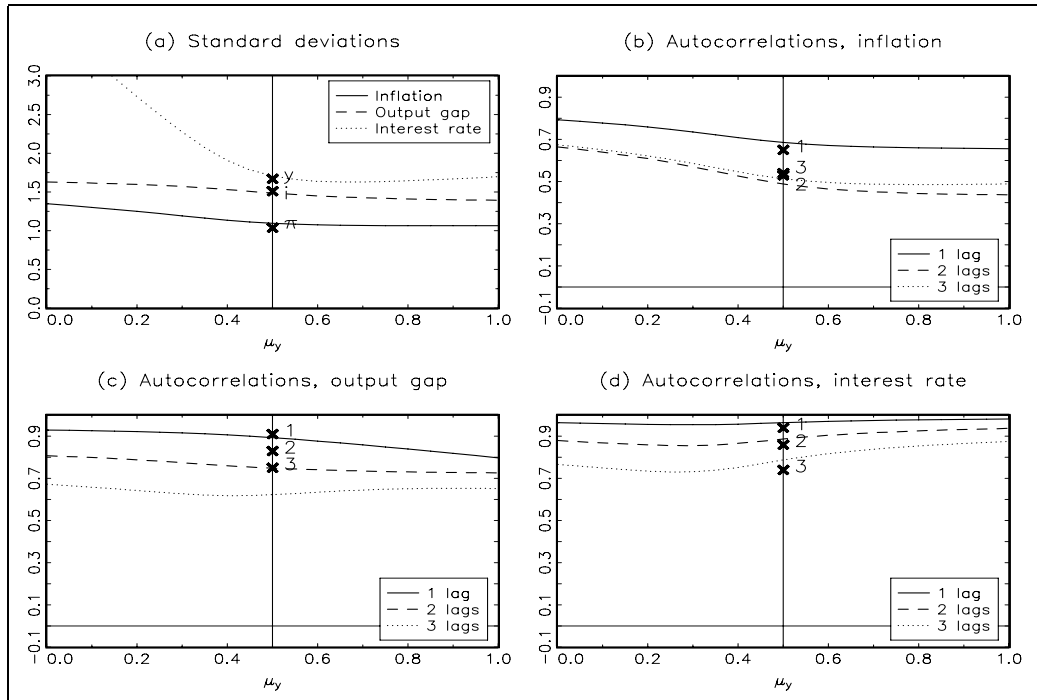 (a) Standard deviations
3.0
2.5
2.0
1.5
1.0
0.5
0.0
0.0 0.2 0.4 0.6 0.8 1.0
μy
Inflation
Output gap
Interest rate
y
i
π
(b) Autocorrelations, inflation
0.9
0.7
0.5
0.3
0.1
-0.1
0.0 0.2 0.4 0.6 0.8 1.0
μy
1
3
2
1 lag
2 lags
3 lags
(c) Autocorrelations, output gap
0.9
0.7
0.5
0.3
0.1
-0.1
0.0 0.2 0.4 0.6 0.8 1.0
μy
1
2
3
1 lag
2 lags
3 lags
(d) Autocorrelations, interest rate
0.9
0.7
0.5
0.3
0.1
-0.1
0.0 0.2 0.4 0.6 0.8 1.0
μy
1
2
3
1 lag
2 lags
3 lags